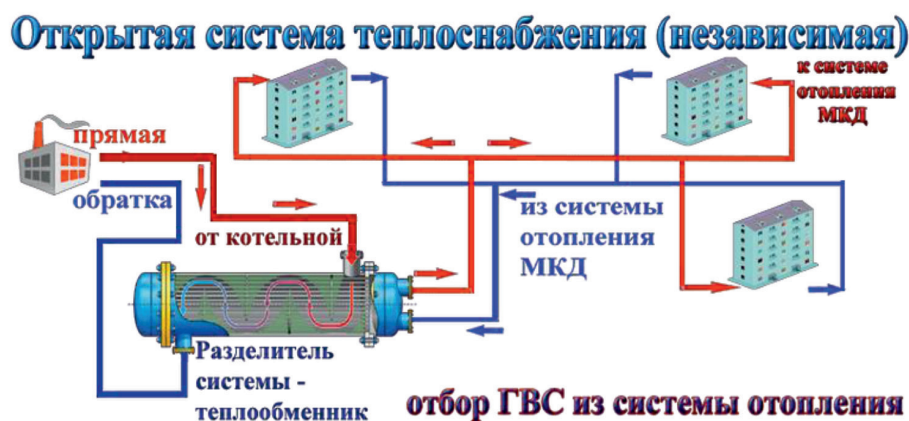 Открытая система теплоснабжения (независимая)
к системе
отопления
МКД
прямая
обратка
от котельной
из системы
отопления
МКД
Разделитель
системы -
теплообменник
отбор ГВС из системы отопления